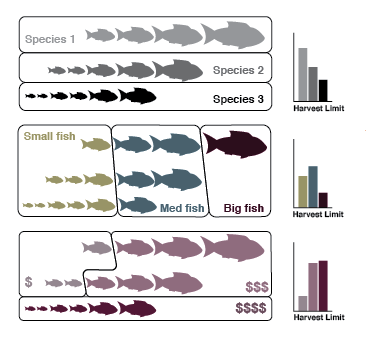 Species 1
Species 2
Species 3
Harvest Limit
Small fish
Med fish
Big fish
Harvest Limit
$
$$$
$$$$
Harvest Limit